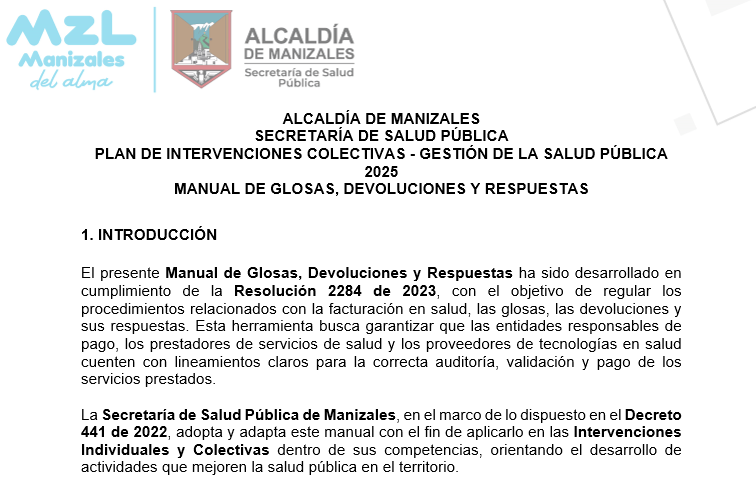 MZL
Manizales
del alma
ALCALDÍA
DE MANIZALES
Secretaría de Salud
Pública
ALCALDÍA DE MANIZALES
SECRETARÍA DE SALUD PÚBLICA
PLAN DE INTERVENCIONES COLECTIVAS - GESTIÓN DE LA SALUD PÚBLICA
2025
MANUAL DE GLOSAS, DEVOLUCIONES Y RESPUESTAS
1. INTRODUCCIÓN
El presente Manual de Glosas, Devoluciones y Respuestas ha sido desarrollado en
cumplimiento de la Resolución 2284 de 2023, con el objetivo de regular los
procedimientos relacionados con la facturación en salud, las glosas, las devoluciones y
sus respuestas. Esta herramienta busca garantizar que las entidades responsables de
pago, los prestadores de servicios de salud y los proveedores de tecnologías en salud
cuenten con lineamientos claros para la correcta auditoría, validación y pago de los
servicios prestados.
La Secretaría de Salud Pública de Manizales, en el marco de lo dispuesto en el Decreto
441 de 2022, adopta y adapta este manual con el fin de aplicarlo en las Intervenciones
Individuales y Colectivas dentro de sus competencias, orientando el desarrollo de
actividades que mejoren la salud pública en el territorio.